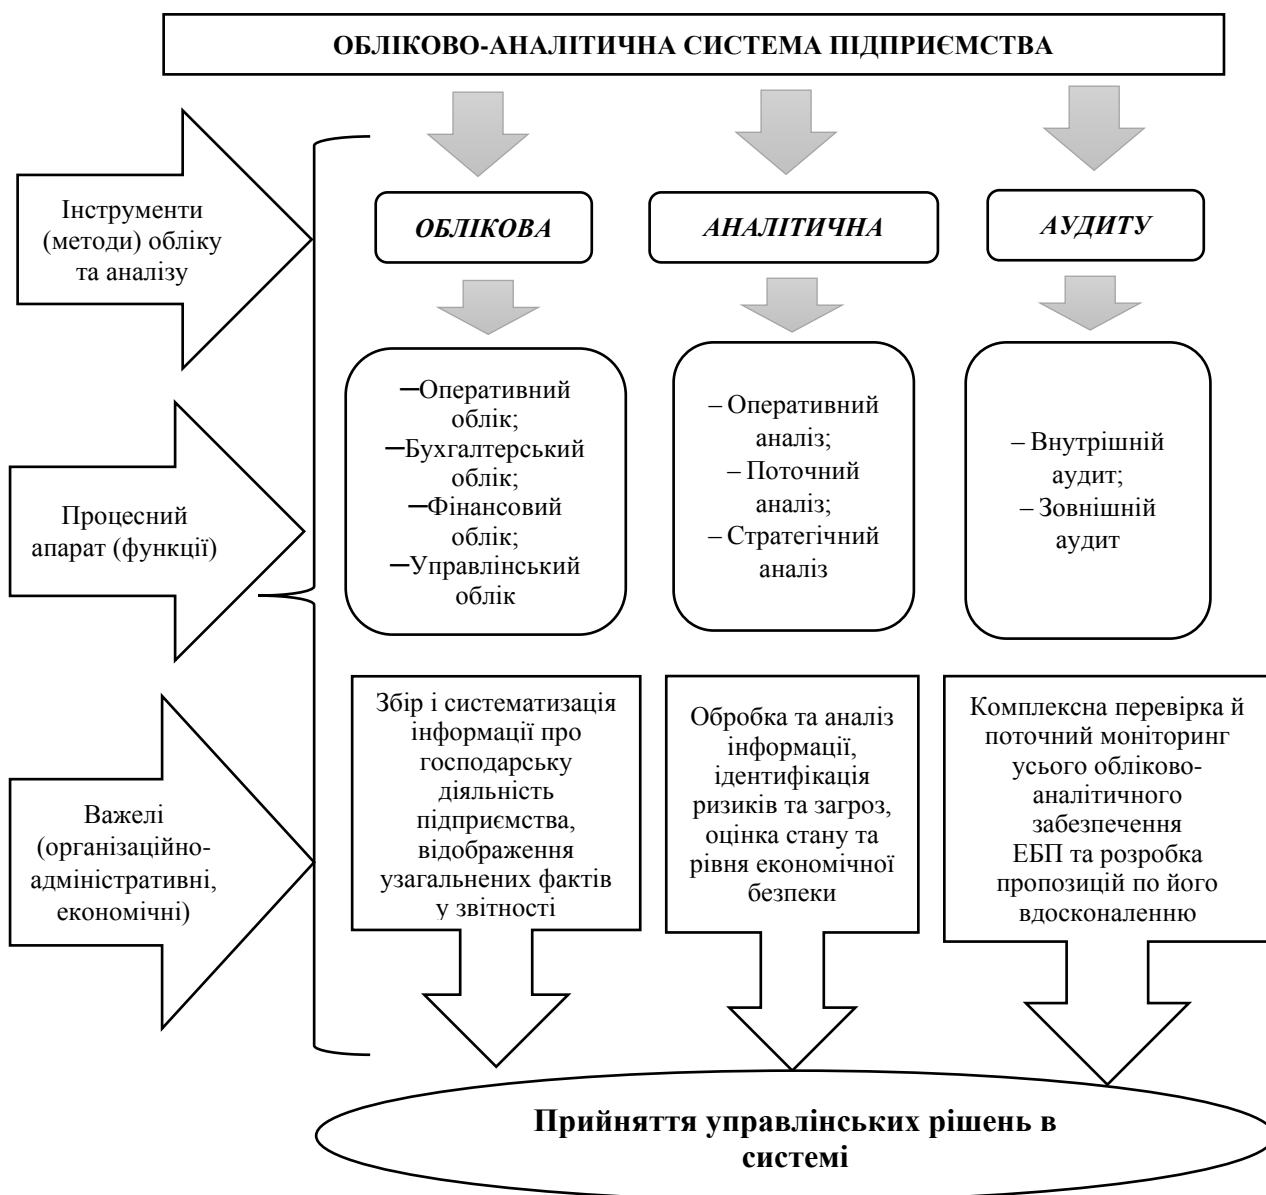 ОБЛІКОВО-АНАЛІТИЧНА СИСТЕМА ПІДПРИЄМСТВА
Інструменти
(методи) обліку
та аналізу
ОБЛІКОВА
АНАЛІТИЧНА
АУДИТУ
Процесний
апарат (функції)
—Оперативний
облік;
—Бухгалтерський
облік;
—Фінансовий
облік;
—Управлінський
облік
– Оперативний
аналіз;
– Поточний
аналіз;
– Стратегічний
аналіз
– Внутрішній
аудит;
– Зовнішній
аудит
Важелі
(організаційно-
адміністративні,
економічні)
Збір і систематизація
інформації про
господарську
діяльність
підприємства,
відображення
узагальнених фактів
у звітності
Обробка та аналіз
інформації,
ідентифікація
ризиків та загроз,
оцінка стану та
рівня економічної
безпеки
Комплексна перевірка й
поточний моніторинг
усього обліково-
аналітичного
забезпечення
ЕБП та розробка
пропозицій по його
вдосконаленню
Прийняття управлінських рішень в
системі